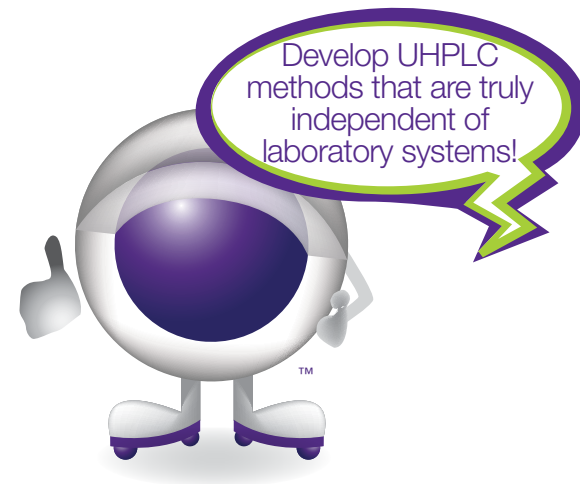 Develop UHPLC
methods that are truly
independent of
laboratory systems!
TM